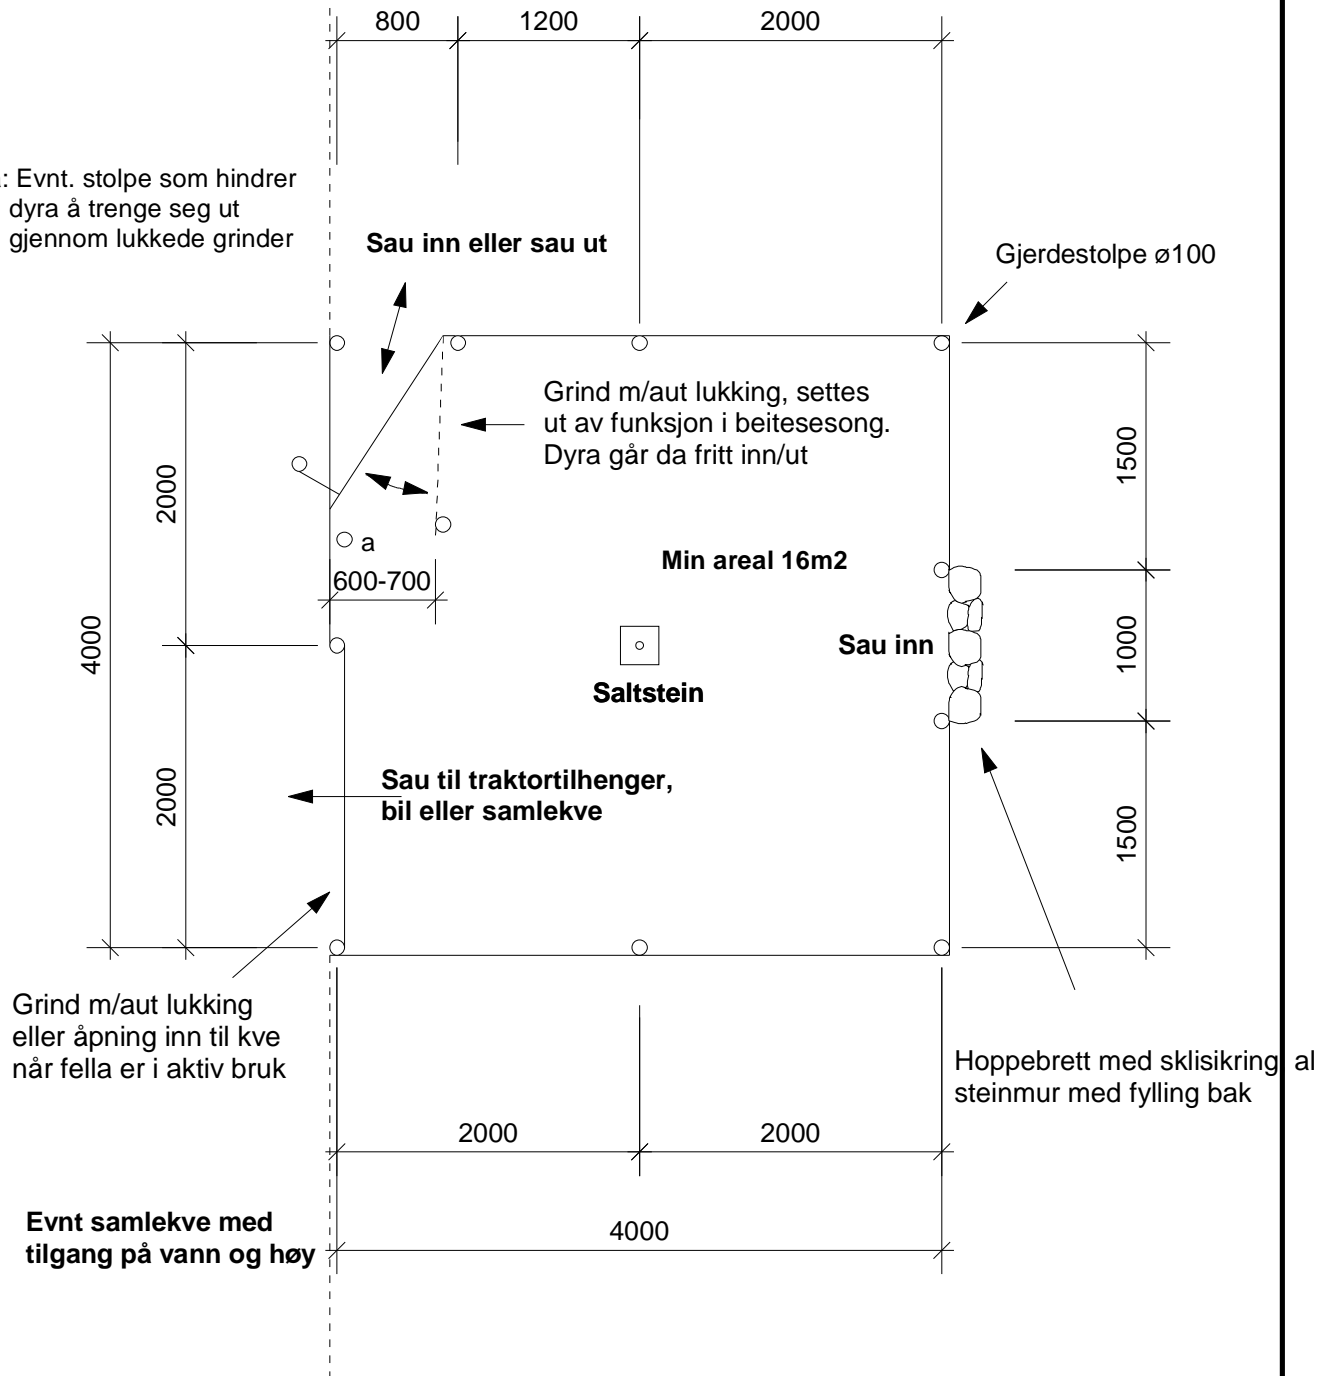 800
1200
2000
: Evnt. stolpe som hindrer
dyra å trenge seg ut
gjennom lukkede grinder
Sau inn eller sau ut
Gjerdestolpe ø100
Grind m/aut lukking, settes
ut av funksjon i beitesesong.
Dyra går da fritt inn/ut
1500
2000
a
Min areal 16m2
600-700
4000
Sau inn
1000
Saltstein
Sau til traktortilhenger,
bil eller samlekve
2000
1500
Grind m/aut lukking
eller åpning inn til kve
når fella er i aktiv bruk
Hoppebrett med sklisikring al
steinmur med fylling bak
2000
2000
Evnt samlekve med
tilgang på vann og høy
4000